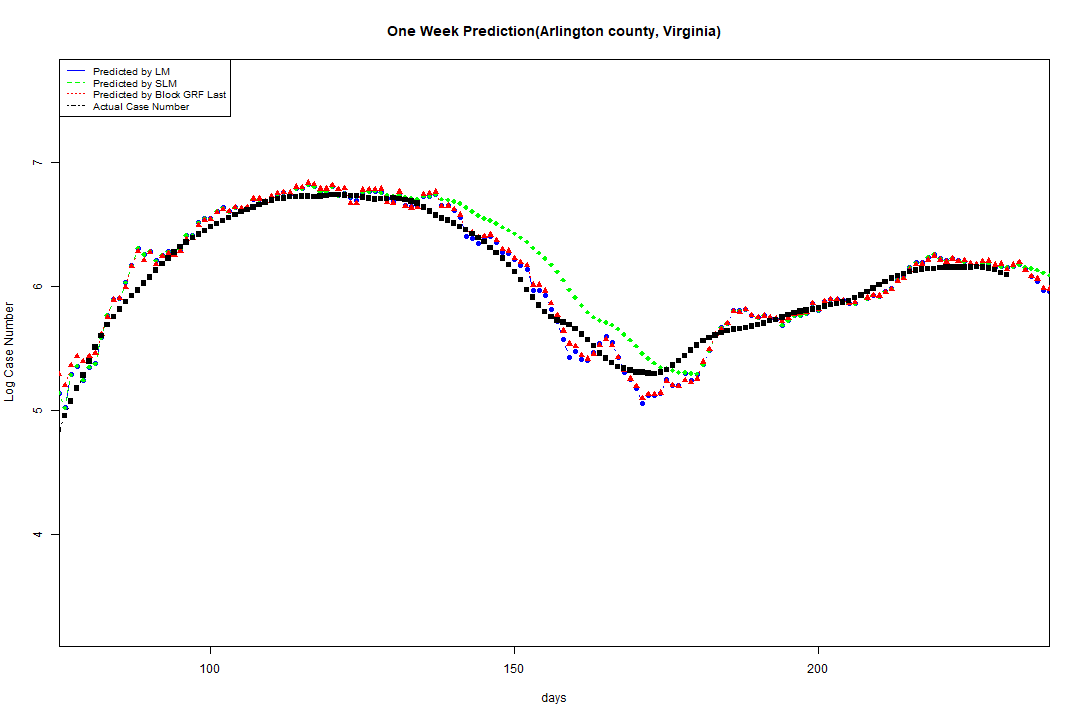 One Week Prediction(Arlington county, Virginia)
Predicted by LM
Predicted by SLM
Predicted by Block GRF Last
Actual Case Number
7
6
5
4
Log Case Number
100
150
200
days